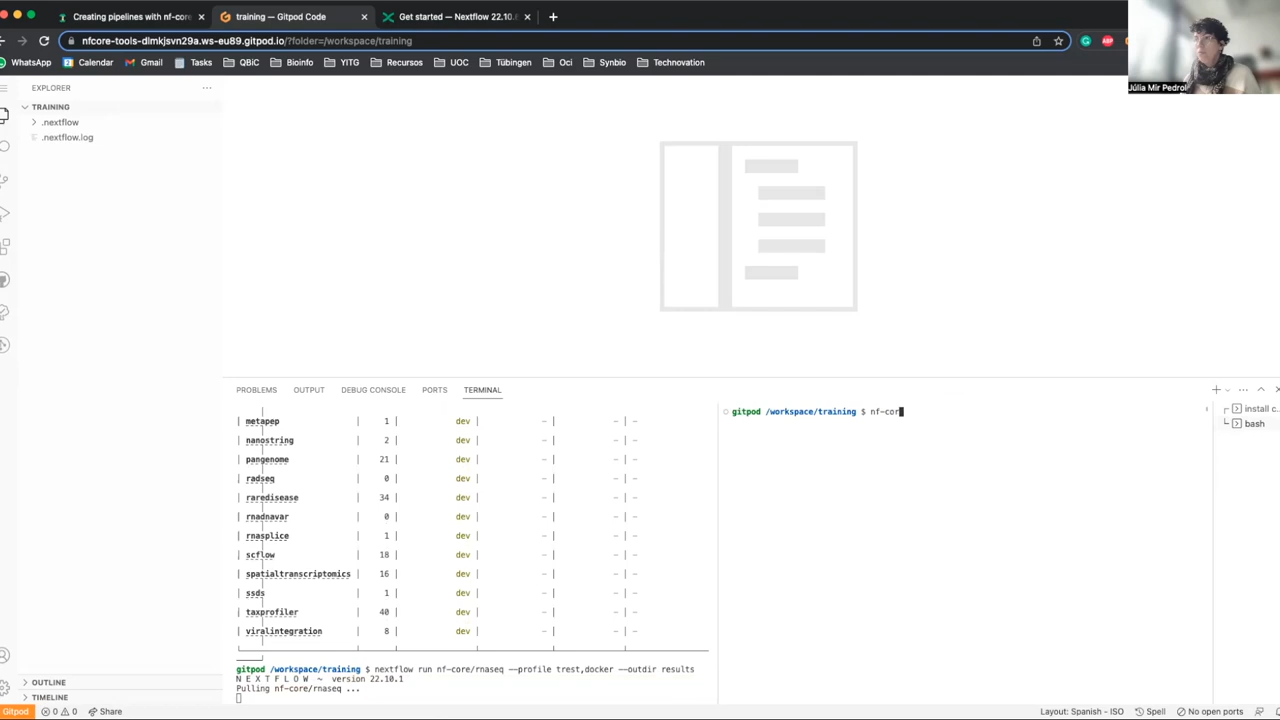 Creating pipelines with nf-core
training — Gitpod Code
Get started — Nextflow 22.10.
nfcore-tools-dlmkjsvn29a.ws-eu89.gitpod.io/?folder=/workspace/training
WhatsApp
Calendar
Gmail
Tasks
QBiC
Bioinfo
YITG
Recursos
UOC
Tübingen
Oci
Synbio
Technovation
ABP
Júlia Mir Pedrol
EXPLORER
TRAINING
.nextflow
.nextflow.log
PROBLEMS
OUTPUT
DEBUG CONSOLE
PORTS
TERMINAL
| metapep | 1 | dev | - | - | -
| nanostring | 2 | dev | - | - | -
| pangenome | 21 | dev | - | - | -
| radseq | 0 | dev | - | - | -
| raredisease | 34 | dev | - | - | -
| rnadnavar | 0 | dev | - | - | -
| rnasplice | 1 | dev | - | - | -
| scflow | 18 | dev | - | - | -
| spatialtranscriptomics | 16 | dev | - | - | -
| ssds | 1 | dev | - | - | -
| taxprofiler | 40 | dev | - | - | -
| viralintegration | 8 | dev | - | - | -
gitpod /workspace/training $ nextflow run nf-core/rnaseq --profile trest,docker --outdir results
N E X T F L O W ~ version 22.10.1
Pulling nf-core/rnaseq ...
gitpod /workspace/training $ nf-cor
install c...
bash
OUTLINE
TIMELINE
Gitpod
0
0
Share
Layout: Spanish - ISO
Spell
No open ports